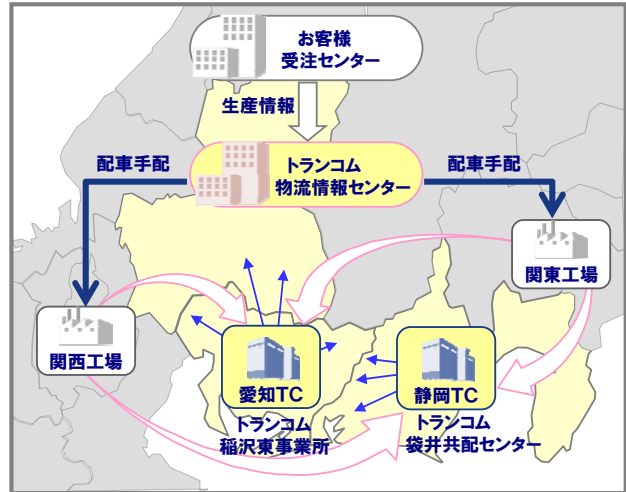 お客様
受注センター
生産情報
配車手配
トランコム
物流情報センター
配車手配
関東工場
関西工場
愛知TC
静岡TC
トランコム
稲沢東事業所
トランコム
袋井共配センター